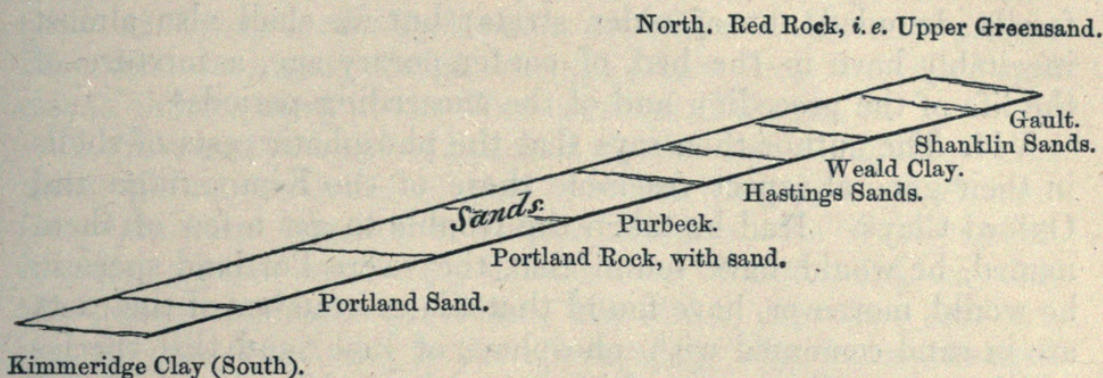 North. Red Rock, i.e. Upper Greensand.
Gault.
Shanklin Sands.
Weald Clay.
Hastings Sands.
Sands.
Purbeck.
Portland Rock, with sand.
Portland Sand.
Kimmeridge Clay (South).